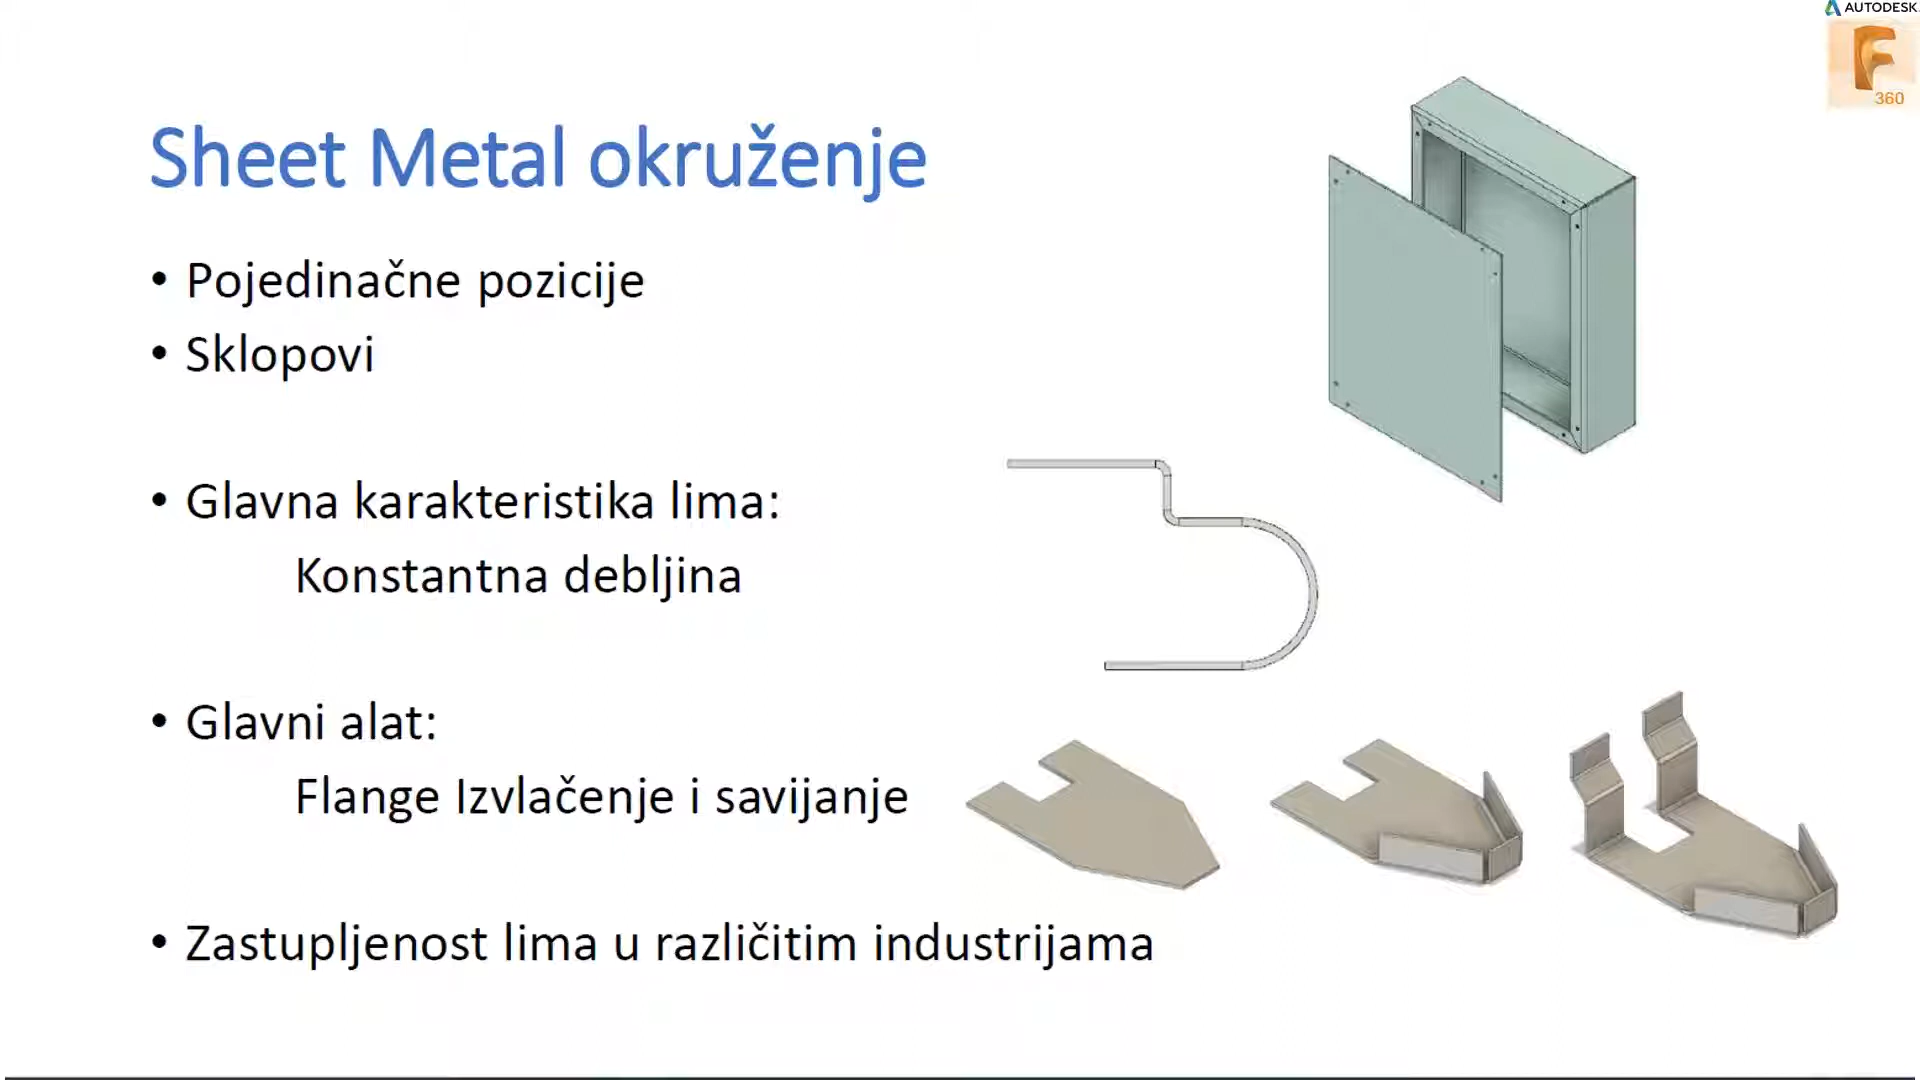 AUTODESK
F
360
Sheet Metal okruženje
• Pojedinačne pozicije
• Sklopovi
• Glavna karakteristika lima:
Konstantna debljina
• Glavni alat:
Flange Izvlačenje i savijanje
• Zastupljenost lima u različitim industrijama